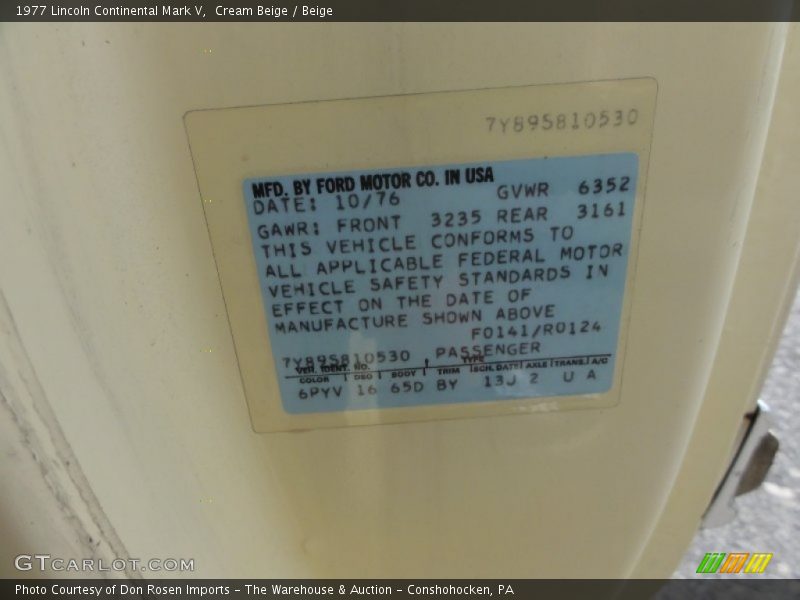 1977 Lincoln Continental Mark V, Cream Beige / Beige
7Y89S810530
MFD. BY FORD MOTOR CO. IN USA
DATE: 10/76 GVWR 6352
GAWR: FRONT 3235 REAR 3161
THIS VEHICLE CONFORMS TO
ALL APPLICABLE FEDERAL MOTOR
VEHICLE SAFETY STANDARDS IN
EFFECT ON THE DATE OF
MANUFACTURE SHOWN ABOVE
F0141/R0124
7Y89S810530 PASSENGER
VEH. IDENT. NO. TYPE
COLOR DSO BODY TRIM SCH. DATE AXLE TRANS. A/C
6PYV 16 65D BY 13J 2 U A
GTCARLOT.COM
Photo Courtesy of Don Rosen Imports - The Warehouse & Auction - Conshohocken, PA